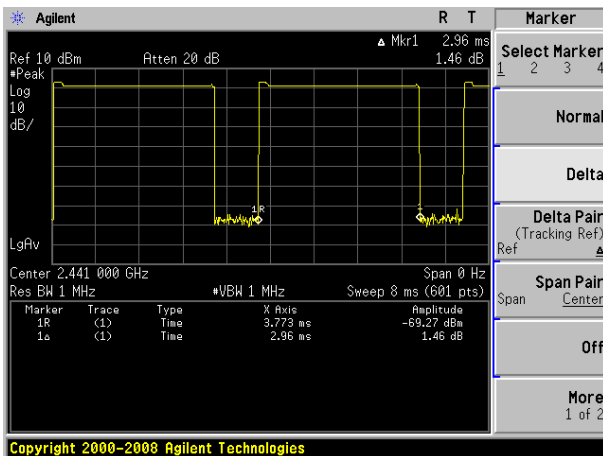 Agilent R T
Marker
▵ Mkr1 2.96 ms
Ref 10 dBm Atten 20 dB 1.46 dB
#Peak
Log
10
dB/
1R
1
LgAv
Center 2.441 000 GHz Span 0 Hz
Res BW 1 MHz #VBW 1 MHz Sweep 8 ms (601 pts)
Marker Trace Type X Axis Amplitude
1R (1) Time 3.773 ms -69.27 dBm
1▵ (1) Time 2.96 ms 1.46 dB
Copyright 2000-2008 Agilent Technologies
Select Marker
1 2 3 4
Normal
Delta
Delta Pair
(Tracking Ref)
Ref ▵
Span Pair
Span Center
Off
More
1 of 2